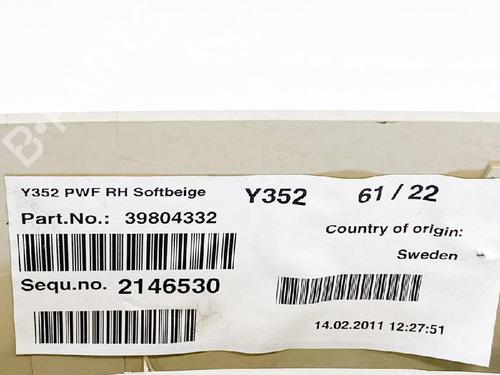 Y352 PWF RH Softbeige
Y352
61 / 22
Part.No.: 39804332
Country of origin:
Sweden
Sequ.no. 2146530
14.02.2011 12:27:51